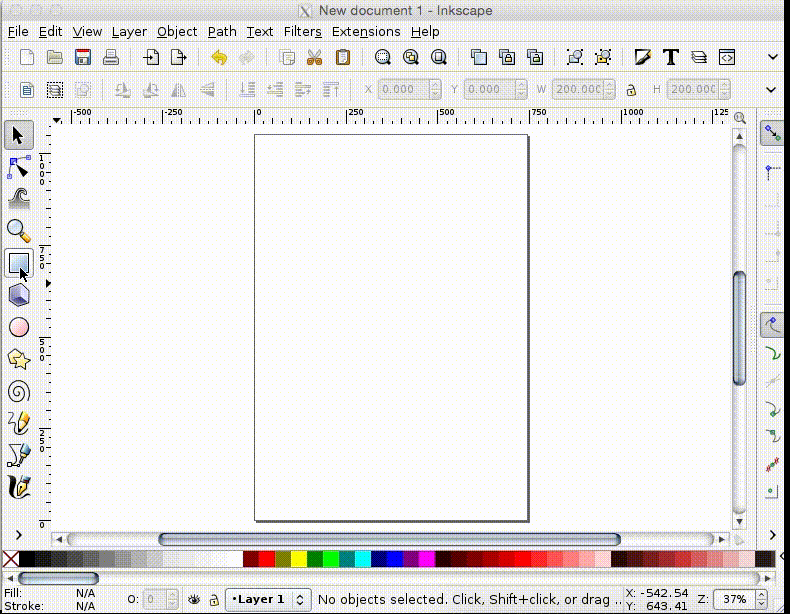 New document 1 - Inkscape
File Edit View Layer Object Path Text Filters Extensions Help
X 0.000 Y 0.000 W 200.000 H 200.000
-500 -250 0 250 500 750 1000 125
1000
750
500
250
0
Fill: N/A
Stroke: N/A
O: 0
•Layer 1
No objects selected. Click, Shift+click, or drag ..
X: -542.54
Y: 643.41
Z: 37%